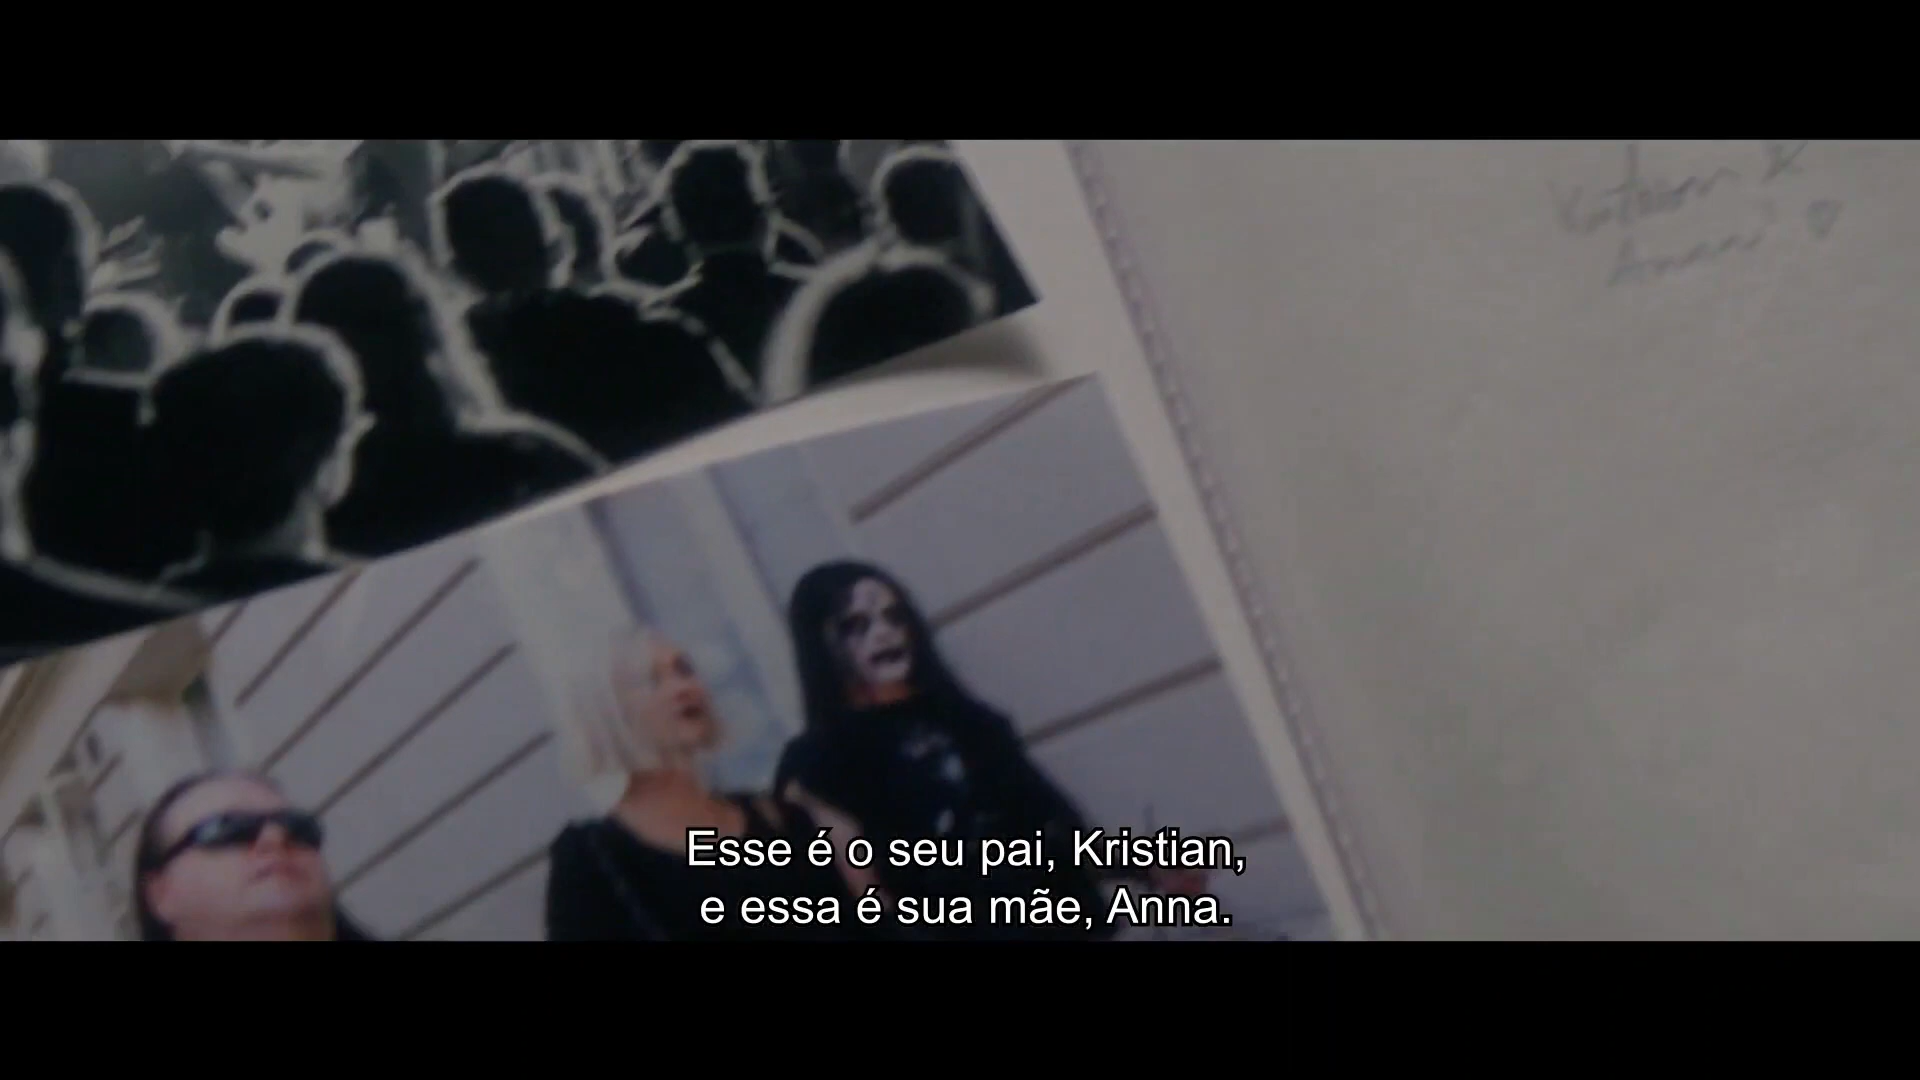 Esse é o seu pai, Kristian,
e essa é sua mãe, Anna.